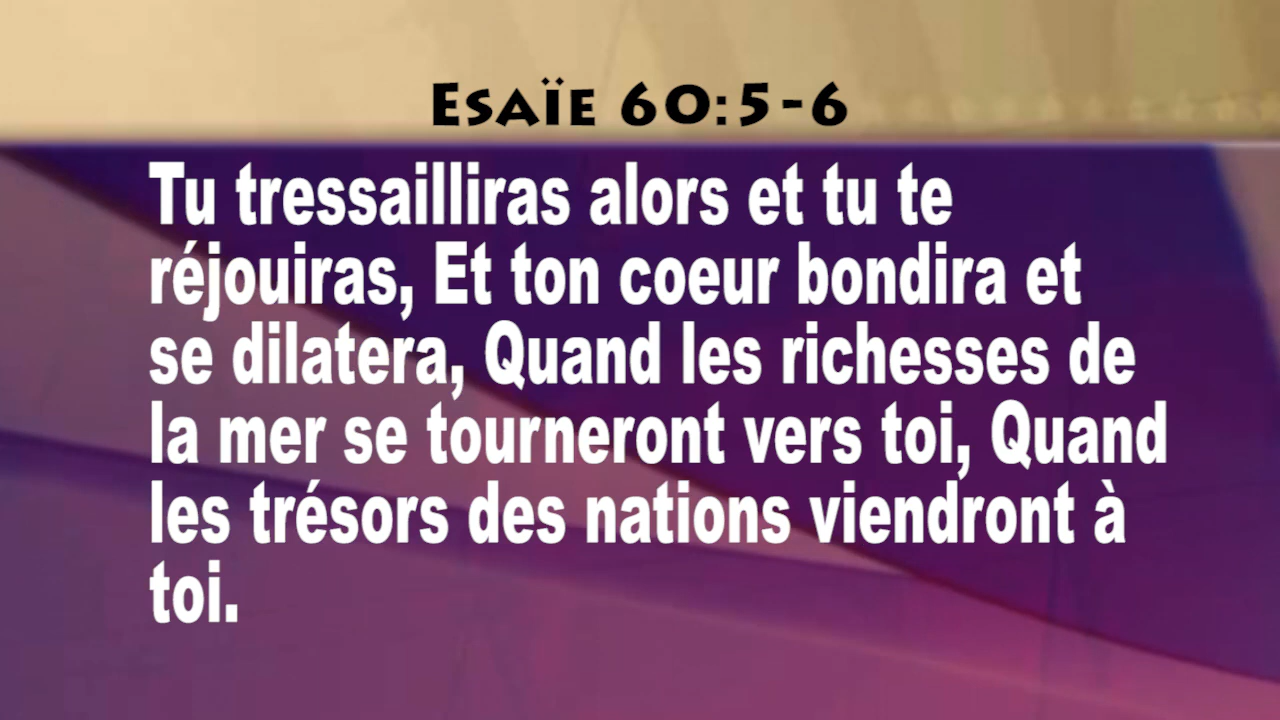 Esaïe 60:5-6
Tu tressailliras alors et tu te
réjouiras, Et ton coeur bondira et
se dilatera, Quand les richesses de
la mer se tourneront vers toi, Quand
les trésors des nations viendront à
toi.